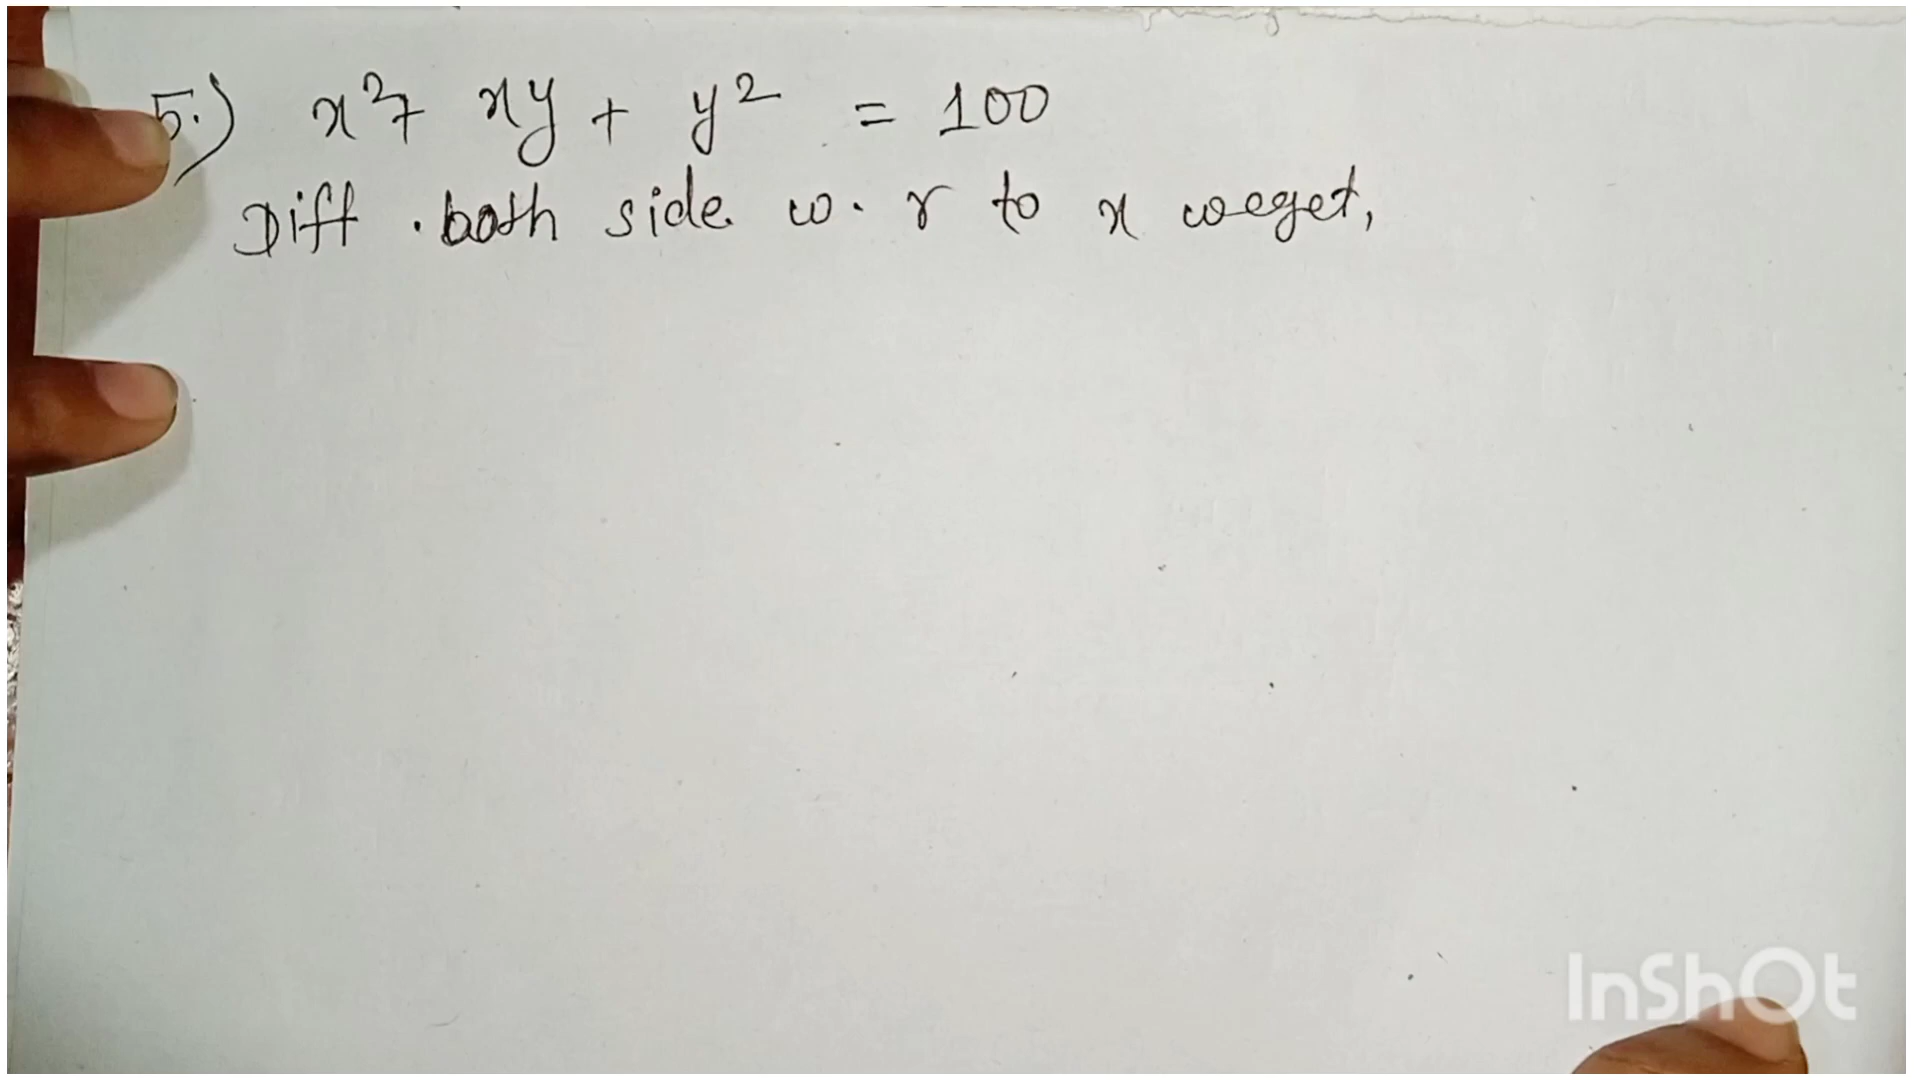 5.) x² + xy + y² = 100
Diff. both side w. r to x weget,
InShOt